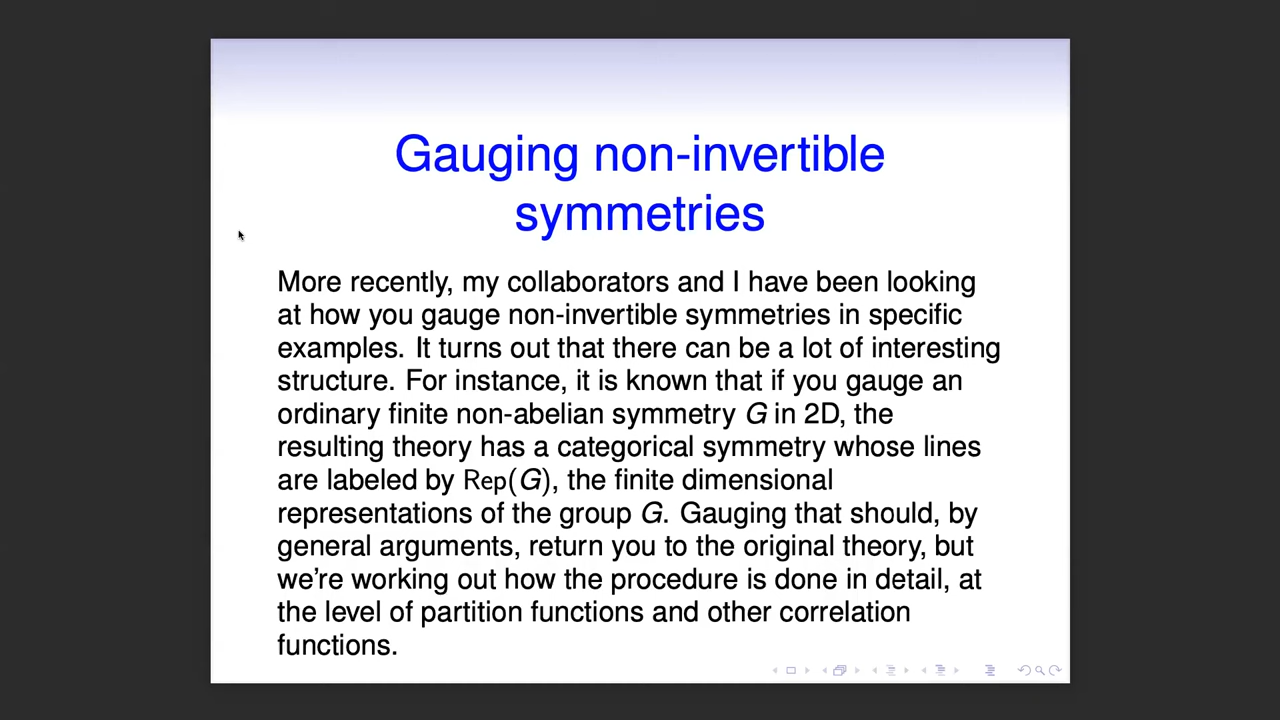 Gauging non-invertible
symmetries
More recently, my collaborators and I have been looking
at how you gauge non-invertible symmetries in specific
examples. It turns out that there can be a lot of interesting
structure. For instance, it is known that if you gauge an
ordinary finite non-abelian symmetry G in 2D, the
resulting theory has a categorical symmetry whose lines
are labeled by Rep(G), the finite dimensional
representations of the group G. Gauging that should, by
general arguments, return you to the original theory, but
we're working out how the procedure is done in detail, at
the level of partition functions and other correlation
functions.